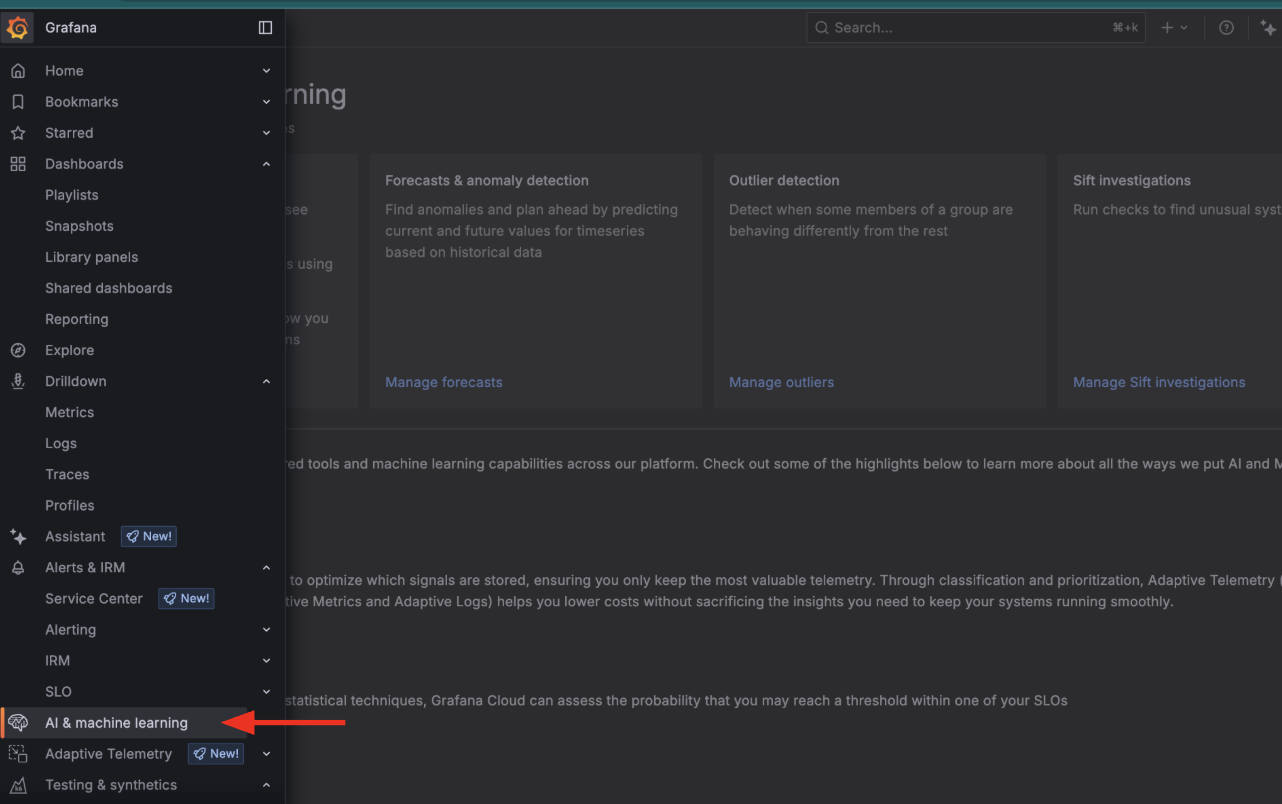 Grafana
Search...
⌘+k
Home
Bookmarks
Starred
Dashboards
Playlists
Snapshots
Library panels
Shared dashboards
Reporting
Explore
Drilldown
Metrics
Logs
Traces
Profiles
Assistant New!
Alerts & IRM
Service Center New!
Alerting
IRM
SLO
AI & machine learning
Adaptive Telemetry New!
Testing & synthetics
rning
s
see
s using
ow you
ns
Forecasts & anomaly detection
Find anomalies and plan ahead by predicting
current and future values for timeseries
based on historical data
Manage forecasts
Outlier detection
Detect when some members of a group are
behaving differently from the rest
Manage outliers
Sift investigations
Run checks to find unusual syst
Manage Sift investigations
red tools and machine learning capabilities across our platform. Check out some of the highlights below to learn more about all the ways we put AI and M
to optimize which signals are stored, ensuring you only keep the most valuable telemetry. Through classification and prioritization, Adaptive Telemetry (
tive Metrics and Adaptive Logs) helps you lower costs without sacrificing the insights you need to keep your systems running smoothly.
statistical techniques, Grafana Cloud can assess the probability that you may reach a threshold within one of your SLOs